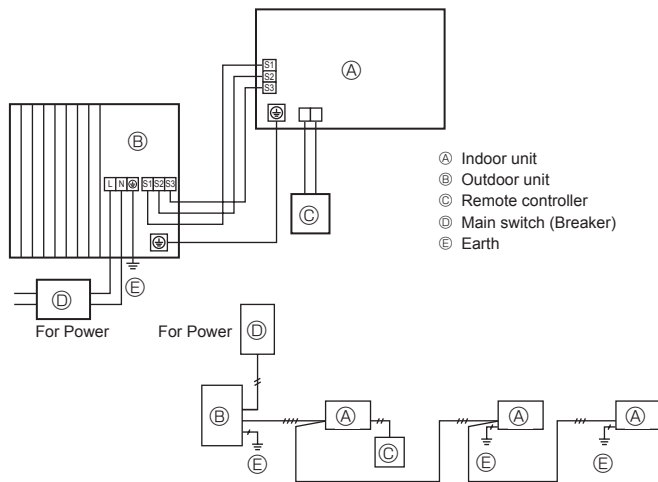 S1
S2
S3
Ⓐ
Ⓑ
L N S1 S2 S3
Ⓒ
Ⓓ
Ⓔ
For Power
Ⓐ Indoor unit
Ⓑ Outdoor unit
Ⓒ Remote controller
Ⓓ Main switch (Breaker)
Ⓔ Earth
For Power Ⓓ
Ⓑ Ⓐ Ⓐ Ⓐ
Ⓔ Ⓒ Ⓔ Ⓔ